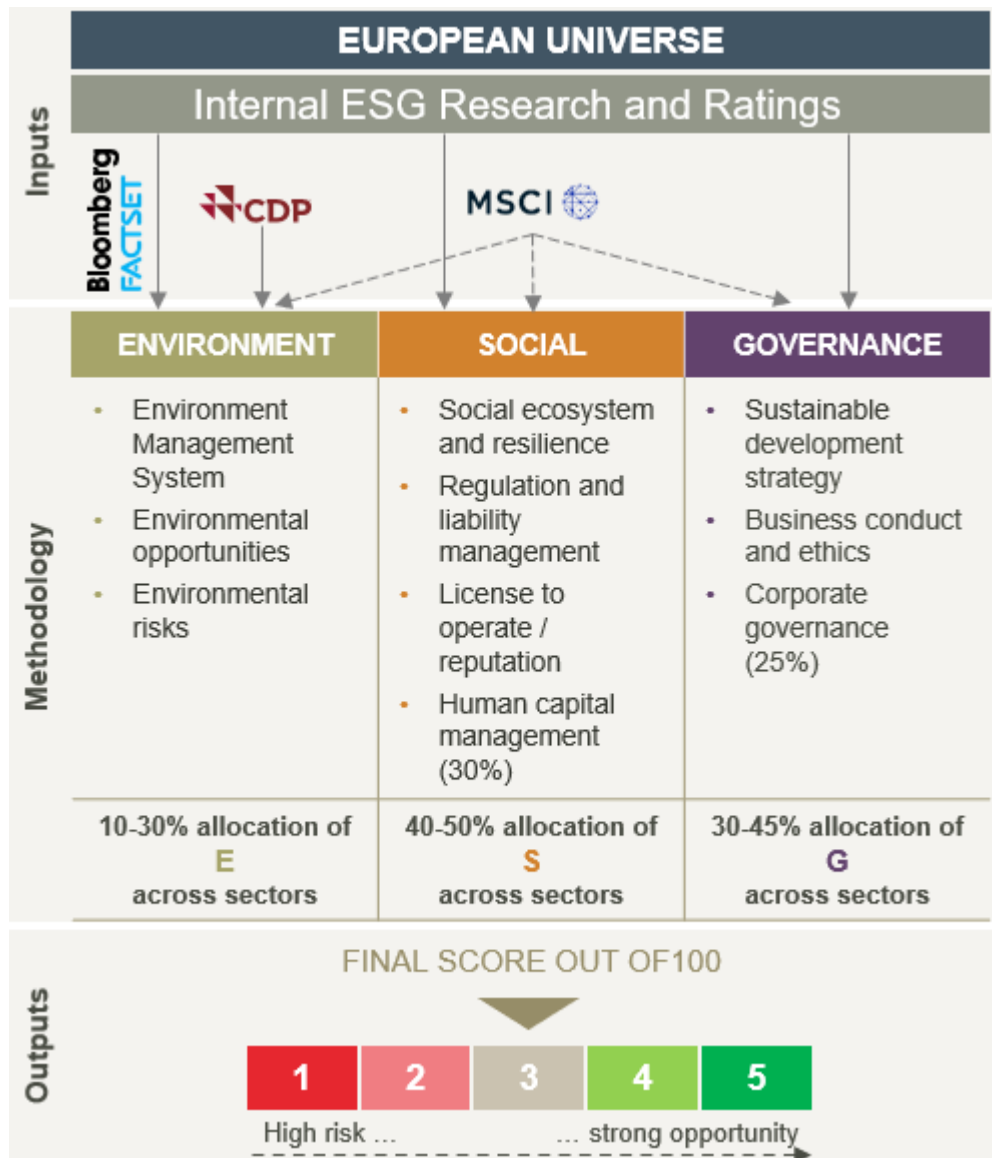 EUROPEAN UNIVERSE
Internal ESG Research and Ratings
Inputs
Bloomberg
FACTSET
CDP
MSCI
Methodology
ENVIRONMENT
• Environment
Management
System
• Environmental
opportunities
• Environmental
risks
10-30% allocation of
E
across sectors
SOCIAL
• Social ecosystem
and resilience
• Regulation and
liability
management
• License to
operate /
reputation
• Human capital
management
(30%)
40-50% allocation of
S
across sectors
GOVERNANCE
• Sustainable
development
strategy
• Business conduct
and ethics
• Corporate
governance
(25%)
30-45% allocation of
G
across sectors
Outputs
FINAL SCORE OUT OF100
1 2 3 4 5
High risk ... ... strong opportunity